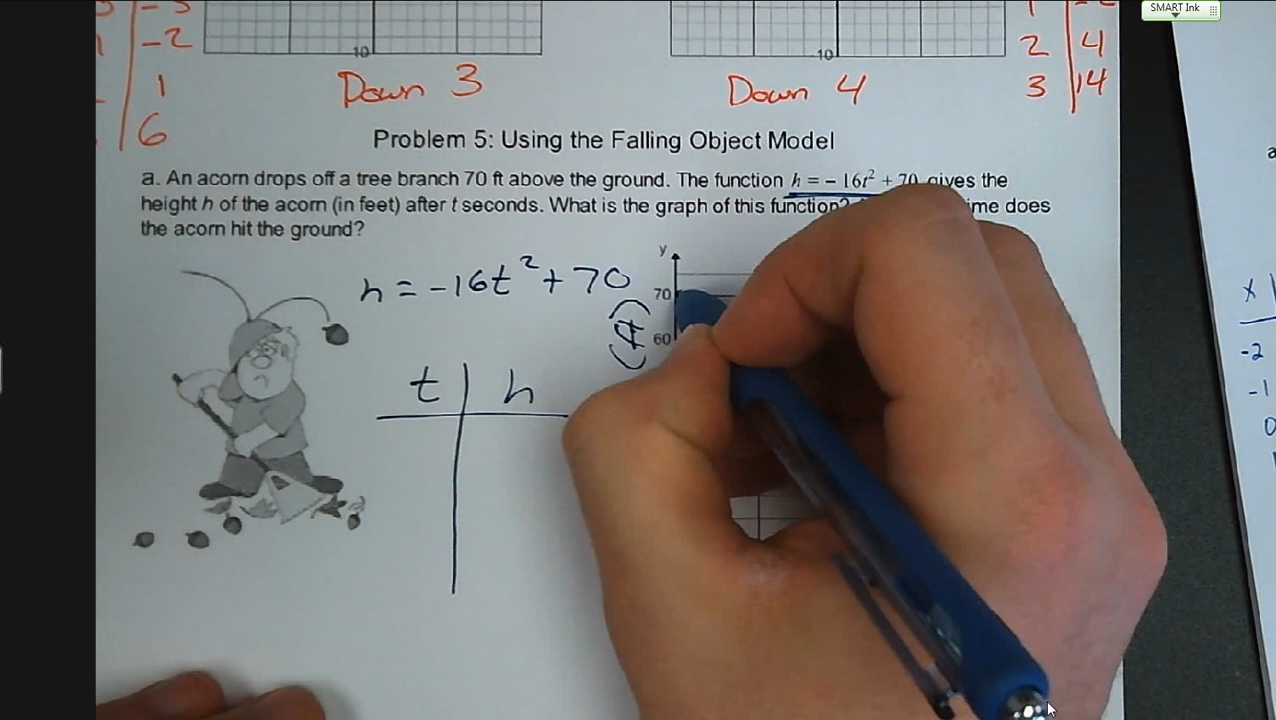 SMART Ink
-3
-2
1
6
10
Down 3
10
Down 4
2 4
3 14
Problem 5: Using the Falling Object Model
a. An acorn drops off a tree branch 70 ft above the ground. The function h = − 16t² + 70 gives the
height h of the acorn (in feet) after t seconds. What is the graph of this function? ime does
the acorn hit the ground?
h = -16t² + 70
y
70
(ft)
60
t h
x
-2
-1
0